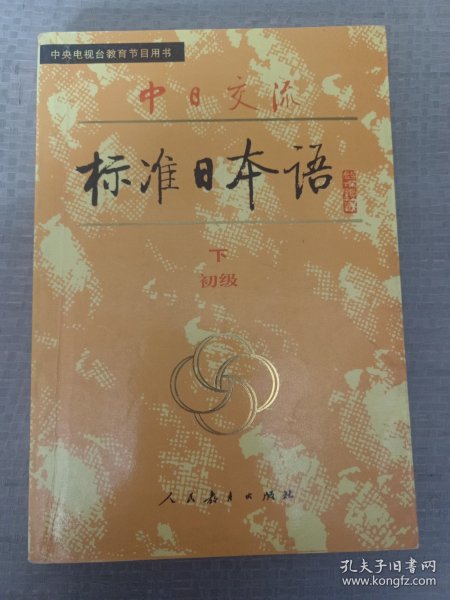 中央电视台教育节目用书
中日交流
标准日本语
下
初级
人民教育出版社
孔夫子旧书网
www.kongfz.com